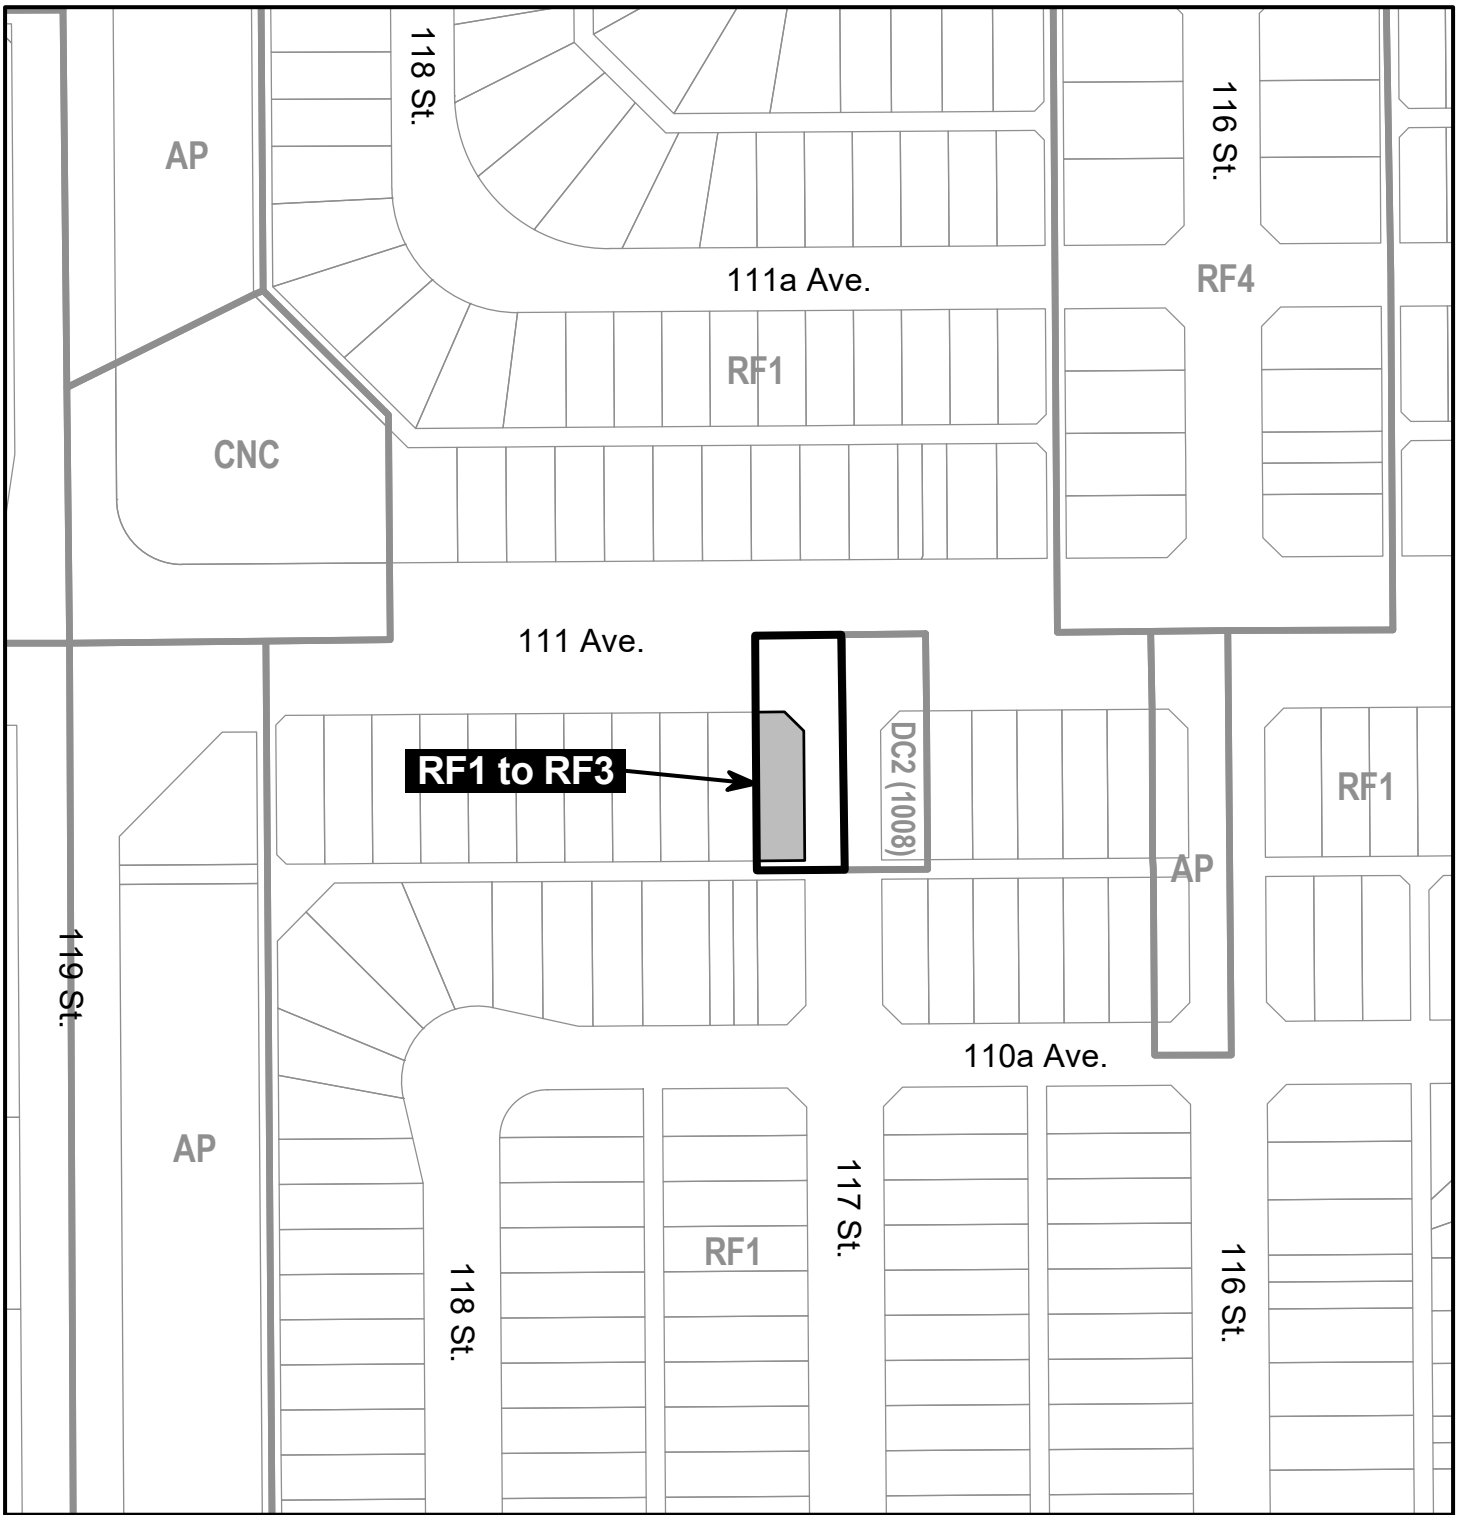 118 St.
116 St.
AP
111a Ave.
RF4
RF1
CNC
111 Ave.
RF1 to RF3
DC2 (1008)
RF1
AP
119 St.
110a Ave.
AP
117 St.
RF1
118 St.
116 St.